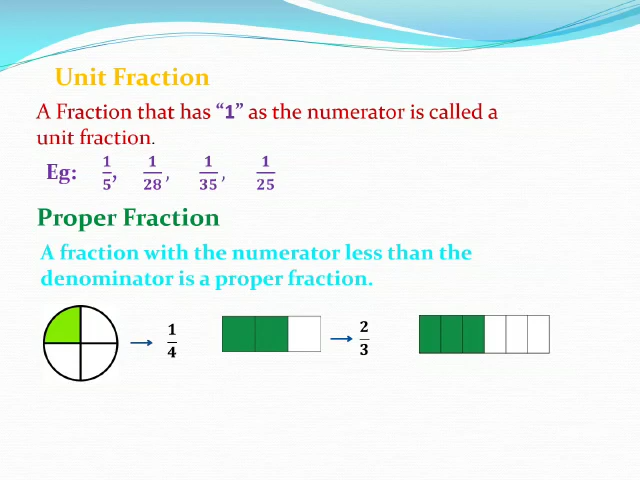 Unit Fraction
A Fraction that has “1” as the numerator is called a
unit fraction.
Eg: 1/5, 1/28, 1/35, 1/25
Proper Fraction
A fraction with the numerator less than the
denominator is a proper fraction.
1/4 2/3